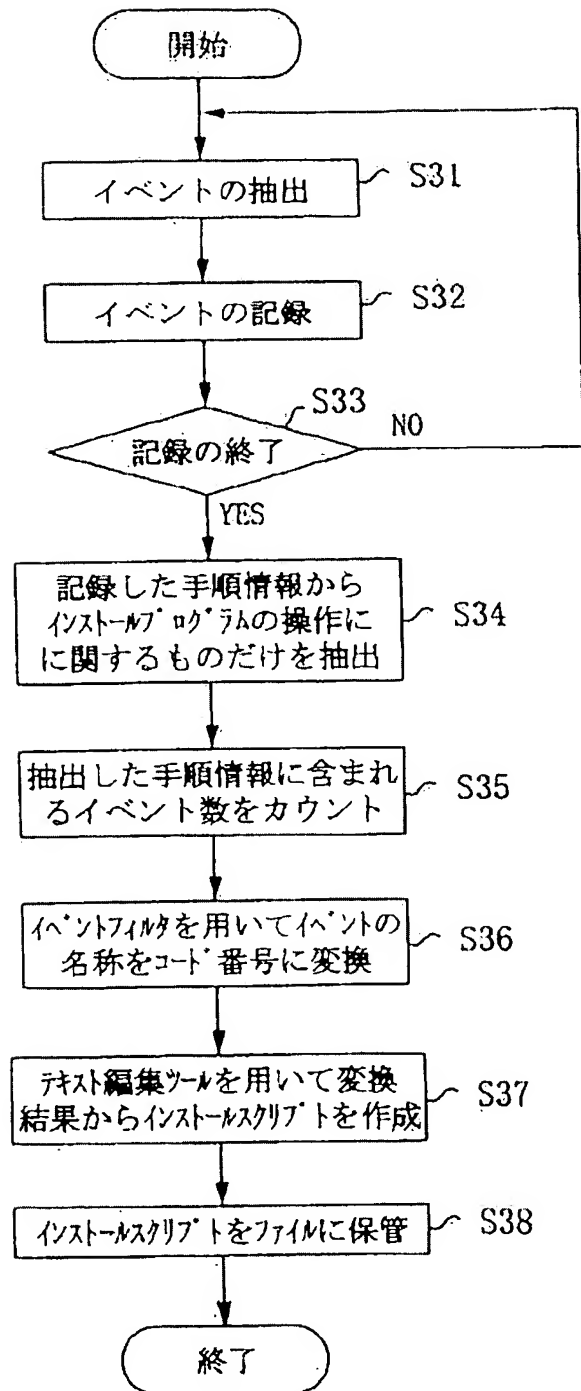 開始
イベントの抽出
S31
イベントの記録
S32
S33
記録の終了
NO
YES
記録した手順情報から
インストールプログラムの操作に
に関するものだけを抽出
S34
抽出した手順情報に含まれ
るイベント数をカウント
S35
イベントフィルタを用いてイベントの
名称をコード番号に変換
S36
テキスト編集ツールを用いて変換
結果からインストールスクリプトを作成
S37
インストールスクリプトをファイルに保管
S38
終了